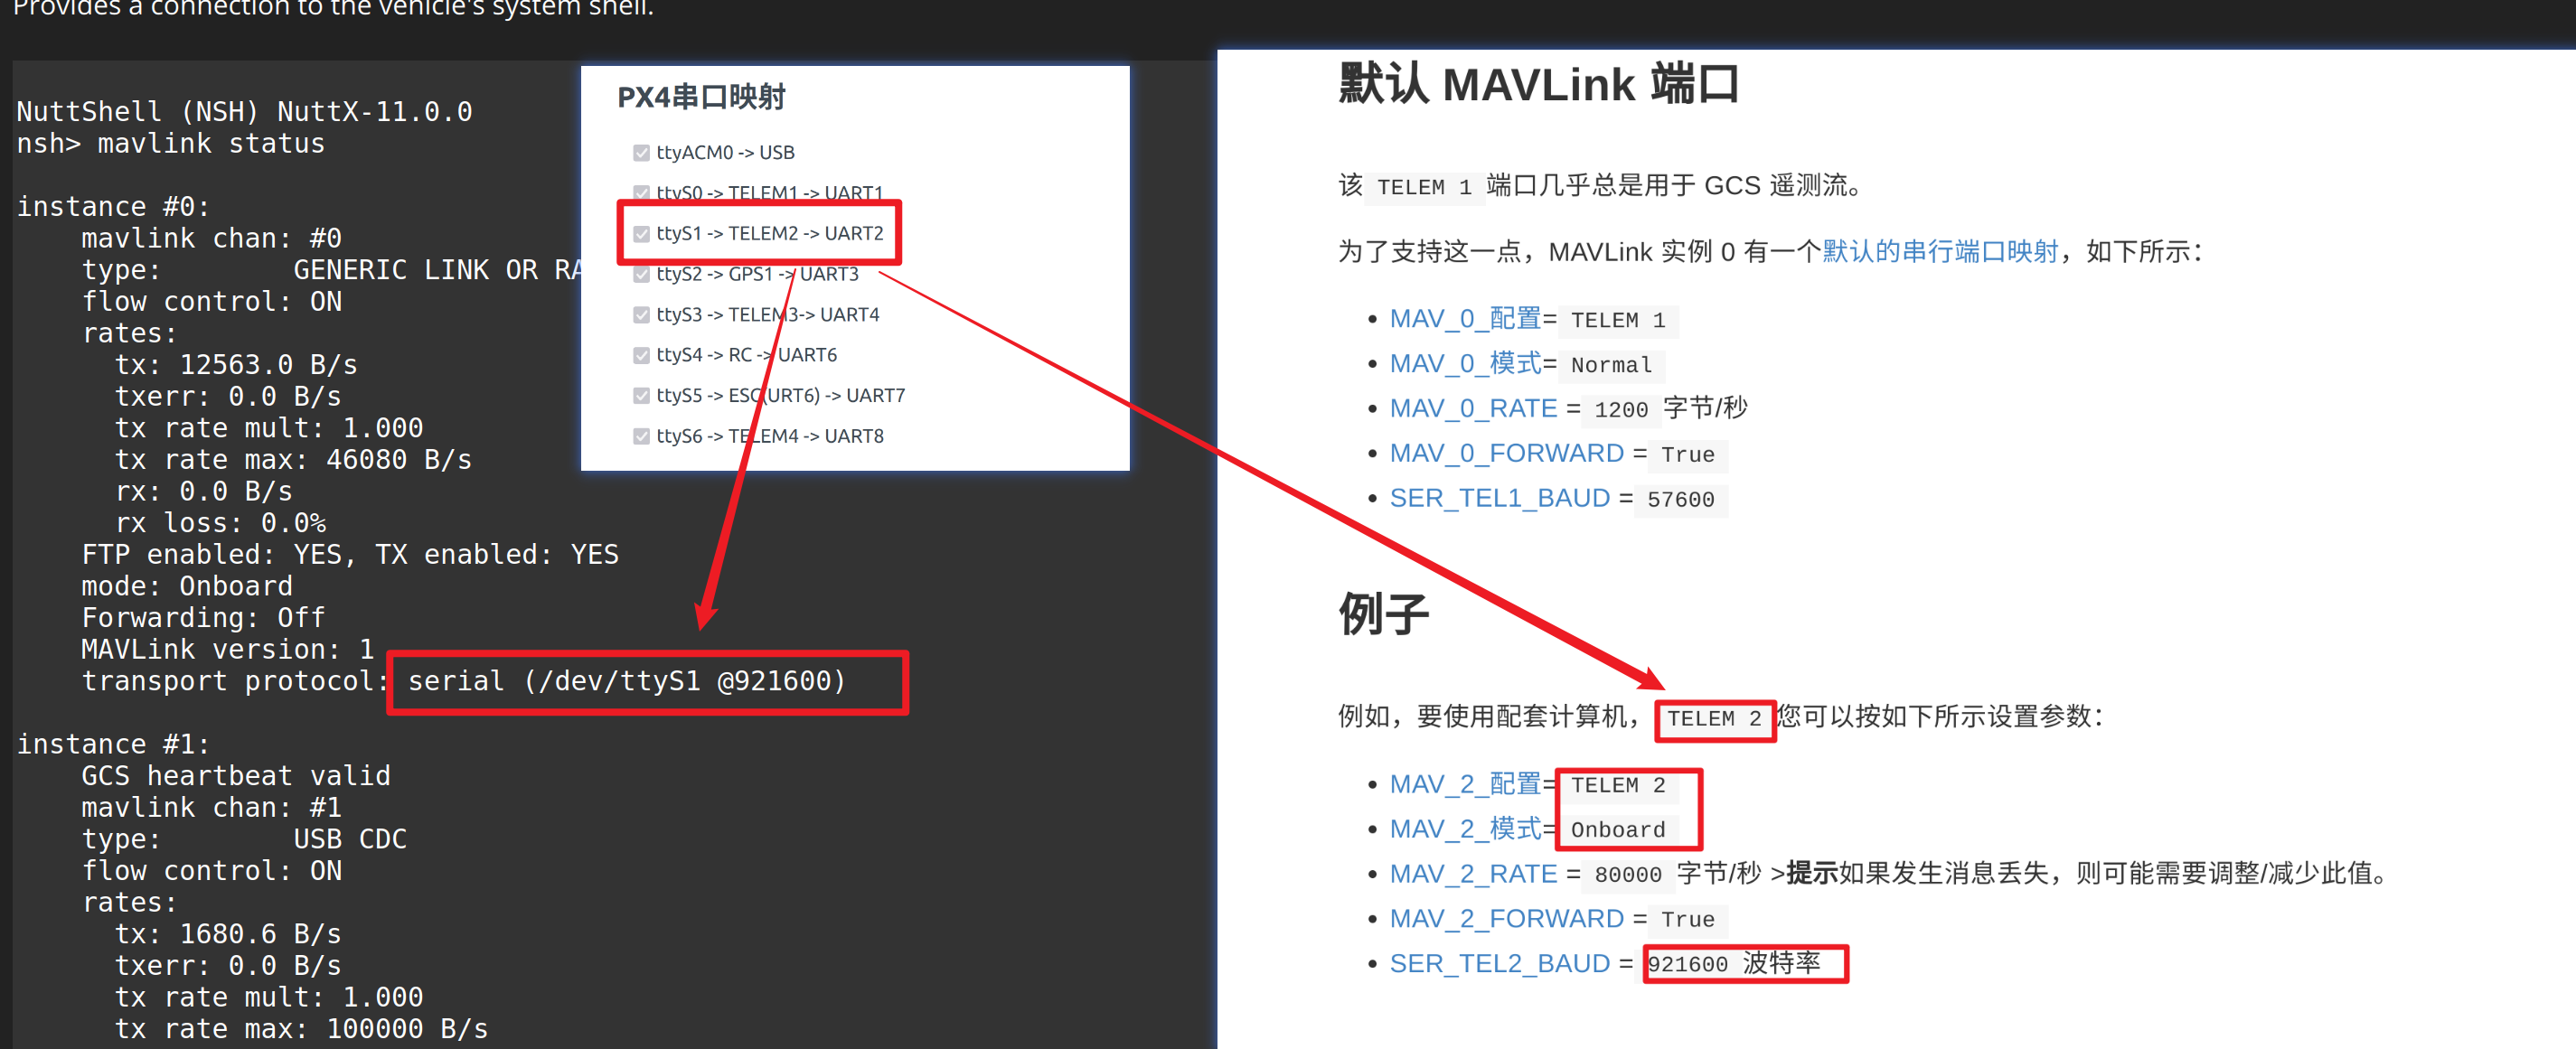 Provides a connection to the vehicle's system shell.
NuttShell (NSH) NuttX-11.0.0
nsh> mavlink status
instance #0:
mavlink chan: #0
type: GENERIC LINK OR RA
flow control: ON
rates:
tx: 12563.0 B/s
txerr: 0.0 B/s
tx rate mult: 1.000
tx rate max: 46080 B/s
rx: 0.0 B/s
rx loss: 0.0%
FTP enabled: YES, TX enabled: YES
mode: Onboard
Forwarding: Off
MAVLink version: 1
transport protocol: serial (/dev/ttyS1 @921600)
instance #1:
GCS heartbeat valid
mavlink chan: #1
type: USB CDC
flow control: ON
rates:
tx: 1680.6 B/s
txerr: 0.0 B/s
tx rate mult: 1.000
tx rate max: 100000 B/s
PX4串口映射
ttyACM0 -> USB
ttyS0 -> TELEM1 -> UART1
ttyS1 -> TELEM2 -> UART2
ttyS2 -> GPS1 -> UART3
ttyS3 -> TELEM3-> UART4
ttyS4 -> RC -> UART6
ttyS5 -> ESC(URT6) -> UART7
ttyS6 -> TELEM4 -> UART8
默认 MAVLink 端口
该 TELEM 1 端口几乎总是用于 GCS 遥测流。
为了支持这一点，MAVLink 实例 0 有一个默认的串行端口映射，如下所示：
MAV_0_配置= TELEM 1
MAV_0_模式= Normal
MAV_0_RATE = 1200 字节/秒
MAV_0_FORWARD = True
SER_TEL1_BAUD = 57600
例子
例如，要使用配套计算机， TELEM 2 您可以按如下所示设置参数：
MAV_2_配置= TELEM 2
MAV_2_模式= Onboard
MAV_2_RATE = 80000 字节/秒 >提示如果发生消息丢失，则可能需要调整/减少此值。
MAV_2_FORWARD = True
SER_TEL2_BAUD = 921600 波特率